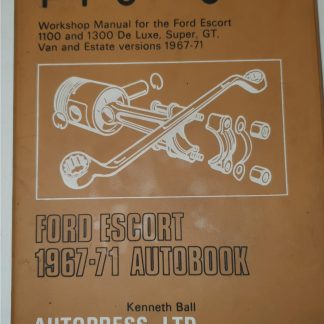 Workshop Manual for the Ford Escort
1100 and 1300 De Luxe, Super, GT,
Van and Estate versions 1967-71
FORD ESCORT
1967-71 AUTOBOOK
Kenneth Ball
AUTOPRESS LTD